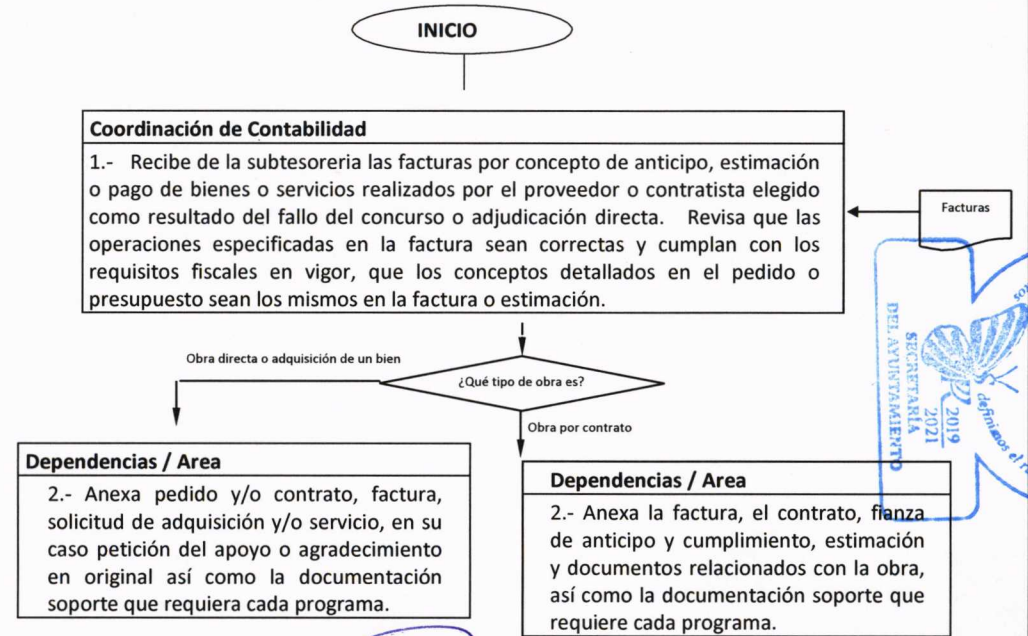 INICIO
Coordinación de Contabilidad
1.- Recibe de la subtesoreria las facturas por concepto de anticipo, estimación
o pago de bienes o servicios realizados por el proveedor o contratista elegido
como resultado del fallo del concurso o adjudicación directa. Revisa que las
operaciones especificadas en la factura sean correctas y cumplan con los
requisitos fiscales en vigor, que los conceptos detallados en el pedido o
presupuesto sean los mismos en la factura o estimación.
Facturas
Obra directa o adquisición de un bien
¿Qué tipo de obra es?
Obra por contrato
Dependencias / Area
2.- Anexa pedido y/o contrato, factura,
solicitud de adquisición y/o servicio, en su
caso petición del apoyo o agradecimiento
en original así como la documentación
soporte que requiera cada programa.
Dependencias / Area
2.- Anexa la factura, el contrato, fianza
de anticipo y cumplimiento, estimación
y documentos relacionados con la obra,
así como la documentación soporte que
requiere cada programa.
2019
2021
SECRETARÍA
DEL AYUNTAMIENTO
definimos el